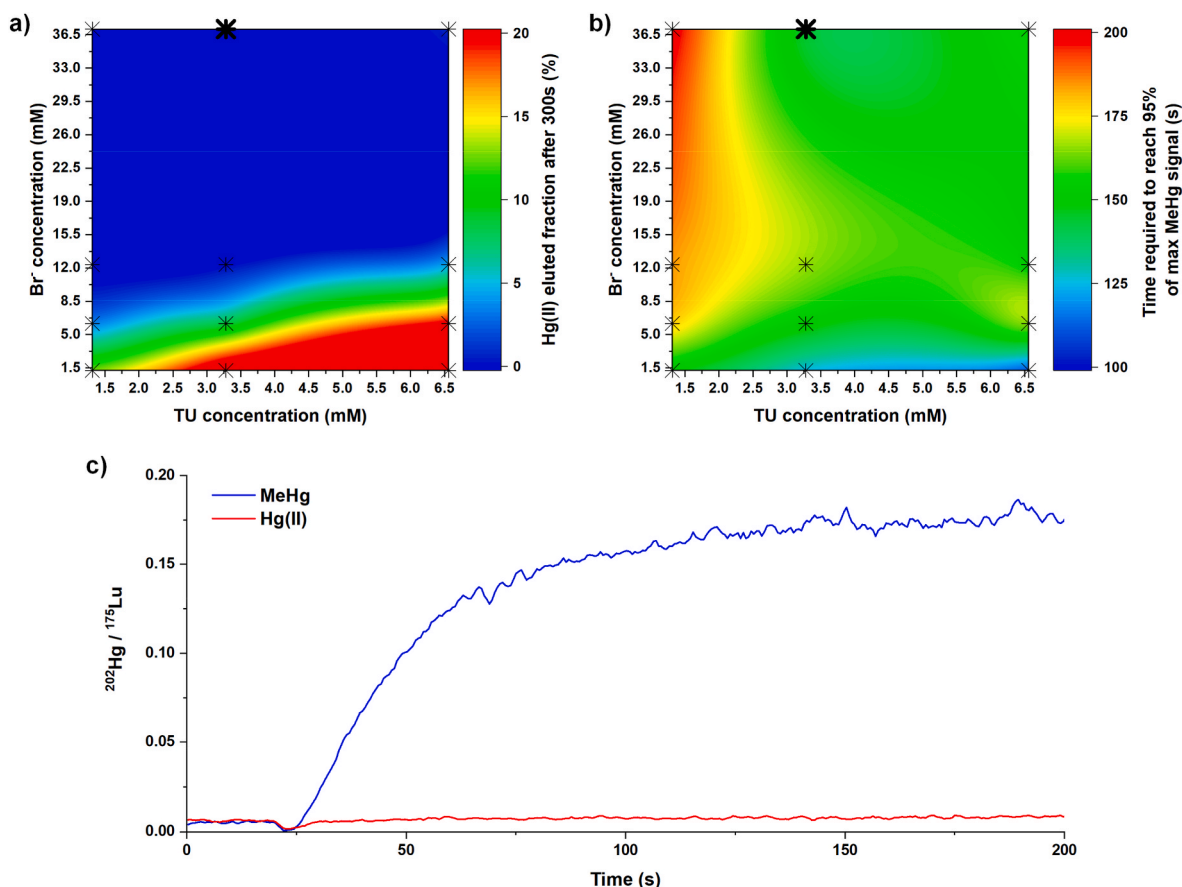 a)
36.5
33.0
29.5
26.0
22.5
19.0
15.5
12.0
8.5
5.0
1.5
Br⁻ concentration (mM)
1.5 2.0 2.5 3.0 3.5 4.0 4.5 5.0 5.5 6.0 6.5
TU concentration (mM)
20
15
10
5
0
Hg(II) eluted fraction after 300s (%)
b)
36.5
33.0
29.5
26.0
22.5
19.0
15.5
12.0
8.5
5.0
1.5
Br⁻ concentration (mM)
1.5 2.0 2.5 3.0 3.5 4.0 4.5 5.0 5.5 6.0 6.5
TU concentration (mM)
200
175
150
125
100
Time required to reach 95%
of max MeHg signal (s)
c)
0.20
0.15
0.10
0.05
0.00
²⁰²Hg / ¹⁷⁵Lu
MeHg
Hg(II)
0 50 100 150 200
Time (s)